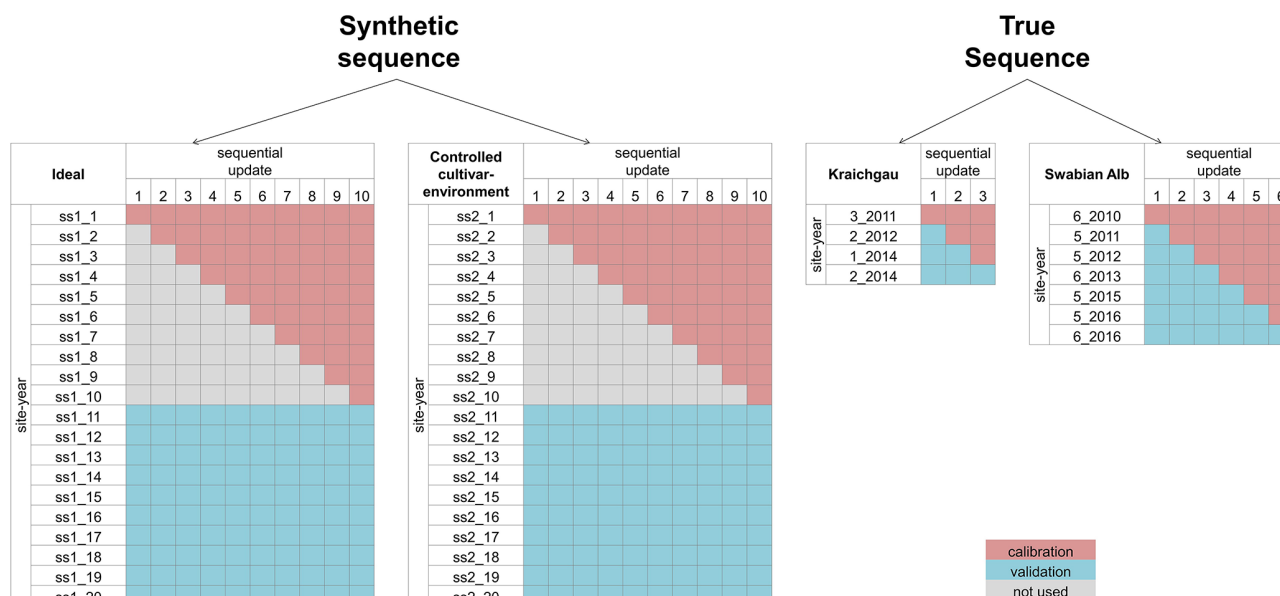 Synthetic
sequence
True
Sequence
Ideal
sequential
update
1 2 3 4 5 6 7 8 9 10
site-year
ss1_1
ss1_2
ss1_3
ss1_4
ss1_5
ss1_6
ss1_7
ss1_8
ss1_9
ss1_10
ss1_11
ss1_12
ss1_13
ss1_14
ss1_15
ss1_16
ss1_17
ss1_18
ss1_19
ss1_20
Controlled
cultivar-
environment
sequential
update
1 2 3 4 5 6 7 8 9 10
site-year
ss2_1
ss2_2
ss2_3
ss2_4
ss2_5
ss2_6
ss2_7
ss2_8
ss2_9
ss2_10
ss2_11
ss2_12
ss2_13
ss2_14
ss2_15
ss2_16
ss2_17
ss2_18
ss2_19
ss2_20
Kraichgau
sequential
update
1 2 3
site-year
3_2011
2_2012
1_2014
2_2014
Swabian Alb
sequential
update
1 2 3 4 5 6
site-year
6_2010
5_2011
5_2012
6_2013
5_2015
5_2016
6_2016
calibration
validation
not used